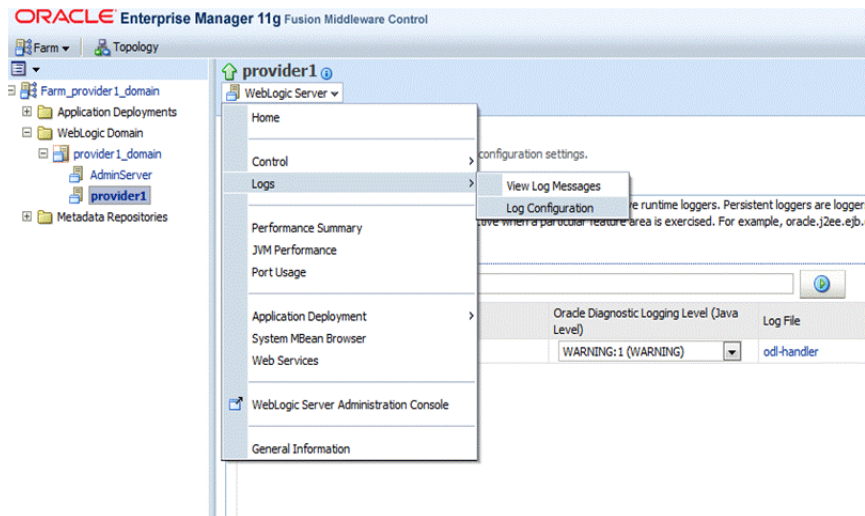 ORACLE Enterprise Manager 11g Fusion Middleware Control
Farm Topology
Farm_provider1_domain
Application Deployments
WebLogic Domain
provider1_domain
AdminServer
provider1
Metadata Repositories
provider1
WebLogic Server
Home
Control
Logs
Performance Summary
JVM Performance
Port Usage
Application Deployment
System MBean Browser
Web Services
WebLogic Server Administration Console
General Information
View Log Messages
Log Configuration
configuration settings.
runtime loggers. Persistent loggers are loggers
when a particular feature area is exercised. For example, oracle.j2ee.ejb.
Oracle Diagnostic Logging Level (Java
Level)
Log File
WARNING:1 (WARNING)
odl-handler